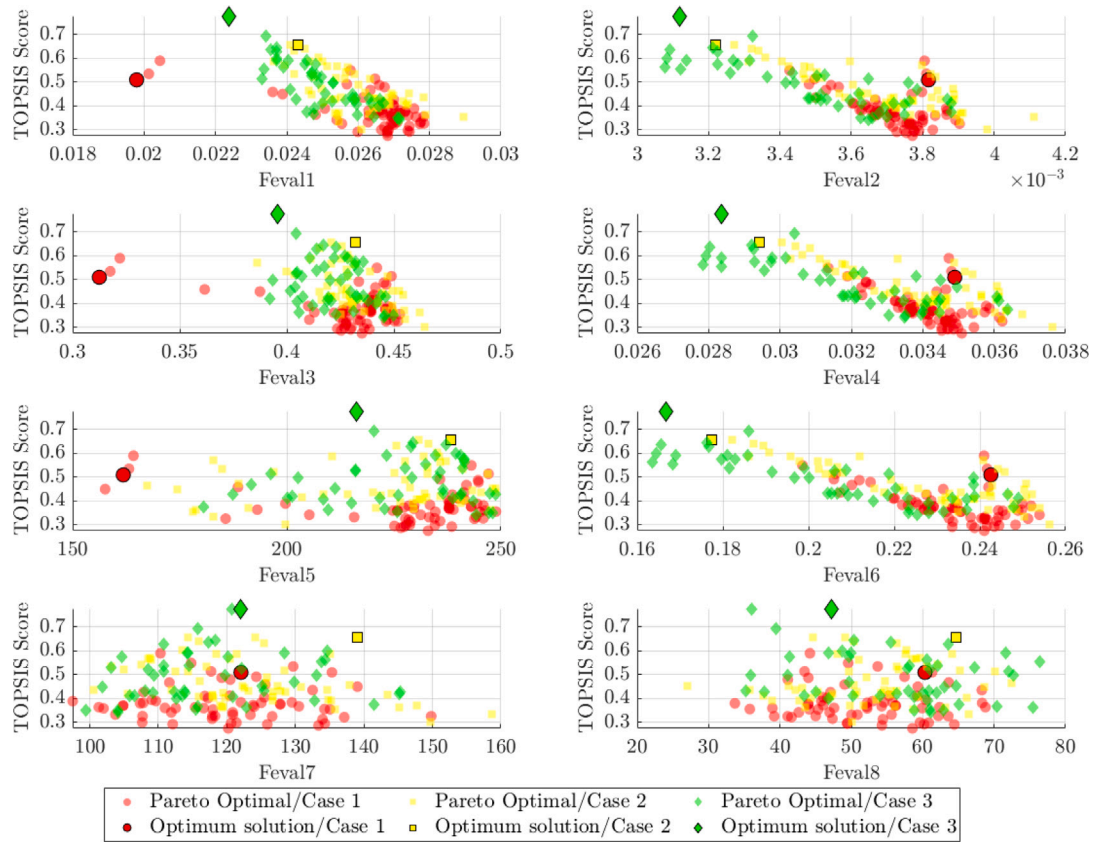 TOPSIS Score
0.7
0.6
0.5
0.4
0.3
0.018 0.02 0.022 0.024 0.026 0.028 0.03
Feval1
TOPSIS Score
0.7
0.6
0.5
0.4
0.3
3 3.2 3.4 3.6 3.8 4 4.2
Feval2
×10⁻³
TOPSIS Score
0.7
0.6
0.5
0.4
0.3
0.3 0.35 0.4 0.45 0.5
Feval3
TOPSIS Score
0.7
0.6
0.5
0.4
0.3
0.026 0.028 0.03 0.032 0.034 0.036 0.038
Feval4
TOPSIS Score
0.7
0.6
0.5
0.4
0.3
150 200 250
Feval5
TOPSIS Score
0.7
0.6
0.5
0.4
0.3
0.16 0.18 0.2 0.22 0.24 0.26
Feval6
TOPSIS Score
0.7
0.6
0.5
0.4
0.3
100 110 120 130 140 150 160
Feval7
TOPSIS Score
0.7
0.6
0.5
0.4
0.3
20 30 40 50 60 70 80
Feval8
Pareto Optimal/Case 1 Pareto Optimal/Case 2 Pareto Optimal/Case 3
Optimum solution/Case 1 Optimum solution/Case 2 Optimum solution/Case 3